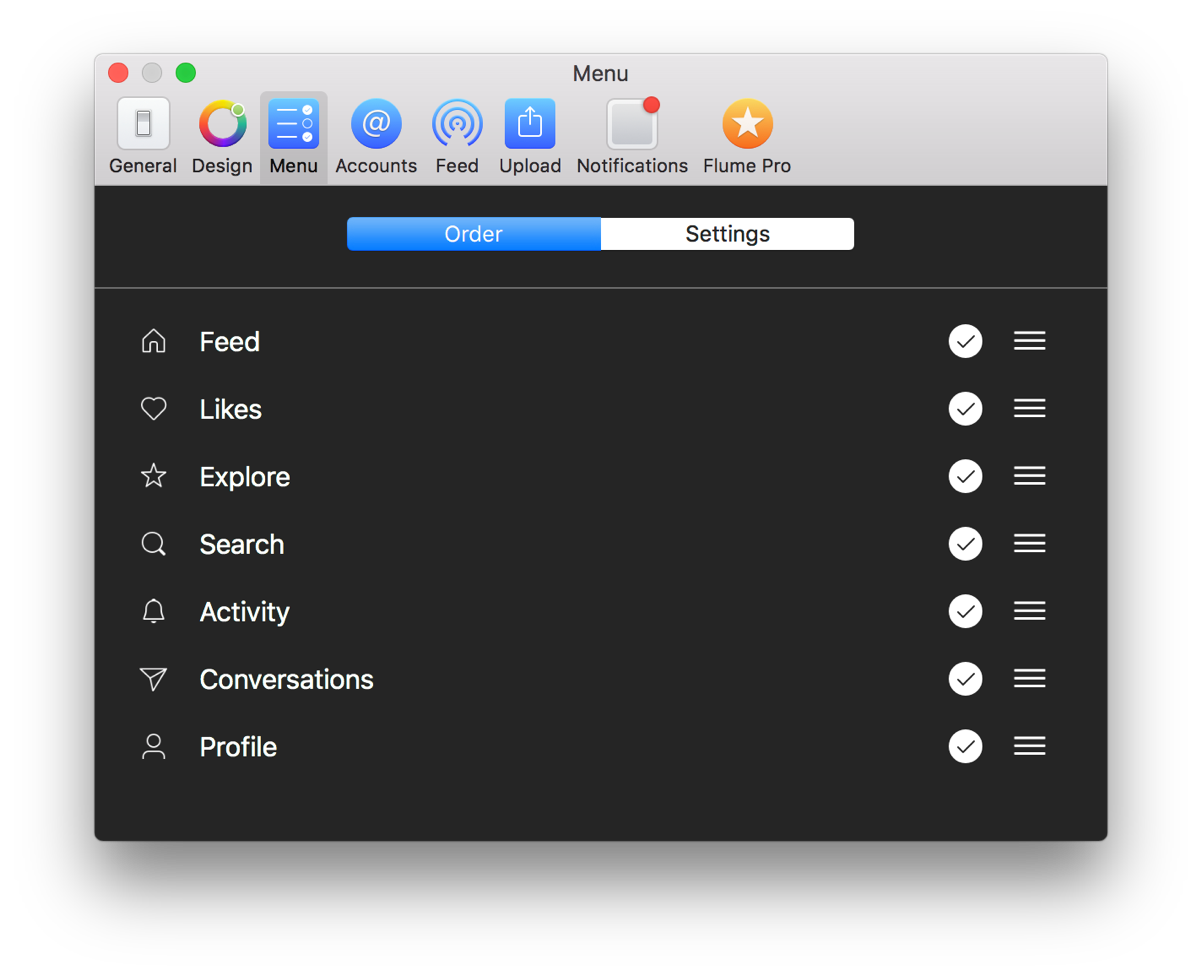 Menu
General Design Menu @ Accounts Feed Upload Notifications Flume Pro
Order Settings
Feed
Likes
Explore
Search
Activity
Conversations
Profile